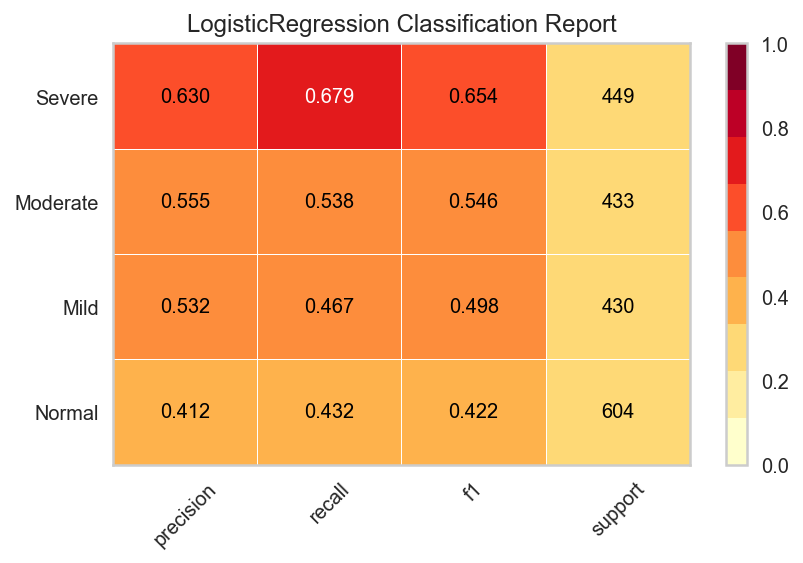 LogisticRegression Classification Report
Severe 0.630 0.679 0.654 449
Moderate 0.555 0.538 0.546 433
Mild 0.532 0.467 0.498 430
Normal 0.412 0.432 0.422 604
precision recall f1 support
1.0
0.8
0.6
0.4
0.2
0.0